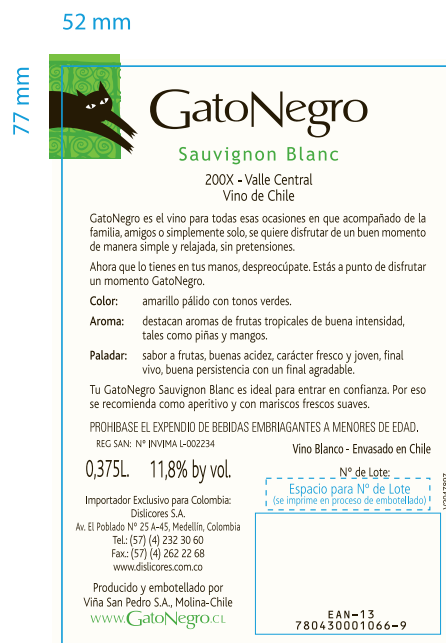 52 mm
77 mm
GatoNegro
Sauvignon Blanc
200X - Valle Central
Vino de Chile
GatoNegro es el vino para todas esas ocasiones en que acompañado de la
familia, amigos o simplemente solo, se quiere disfrutar de un buen momento
de manera simple y relajada, sin pretensiones.
Ahora que lo tienes en tus manos, despreocúpate. Estás a punto de disfrutar
un momento GatoNegro.
Color: amarillo pálido con tonos verdes.
Aroma: destacan aromas de frutas tropicales de buena intensidad,
tales como piñas y mangos.
Paladar: sabor a frutas, buenas acidez, carácter fresco y joven, final
vivo, buena persistencia con un final agradable.
Tu GatoNegro Sauvignon Blanc es ideal para entrar en confianza. Por eso
se recomienda como aperitivo y con mariscos frescos suaves.
PROHIBASE EL EXPENDIO DE BEBIDAS EMBRIAGANTES A MENORES DE EDAD.
REG SAN: Nº INVIMA L-002234
0,375L. 11,8% by vol.
Importador Exclusivo para Colombia:
Dislicores S.A.
Av. El Poblado Nº 25 A-45, Medellín, Colombia
Tel.: (57) (4) 232 30 60
Fax.: (57) (4) 262 22 68
www.dislicores.com.co
Producido y embotellado por
Viña San Pedro S.A., Molina-Chile
www.GatoNegro.cl
Vino Blanco - Envasado en Chile
Nº de Lote:
Espacio para Nº de Lote
(se imprime en proceso de embotellado)
EAN-13
780430001066-9